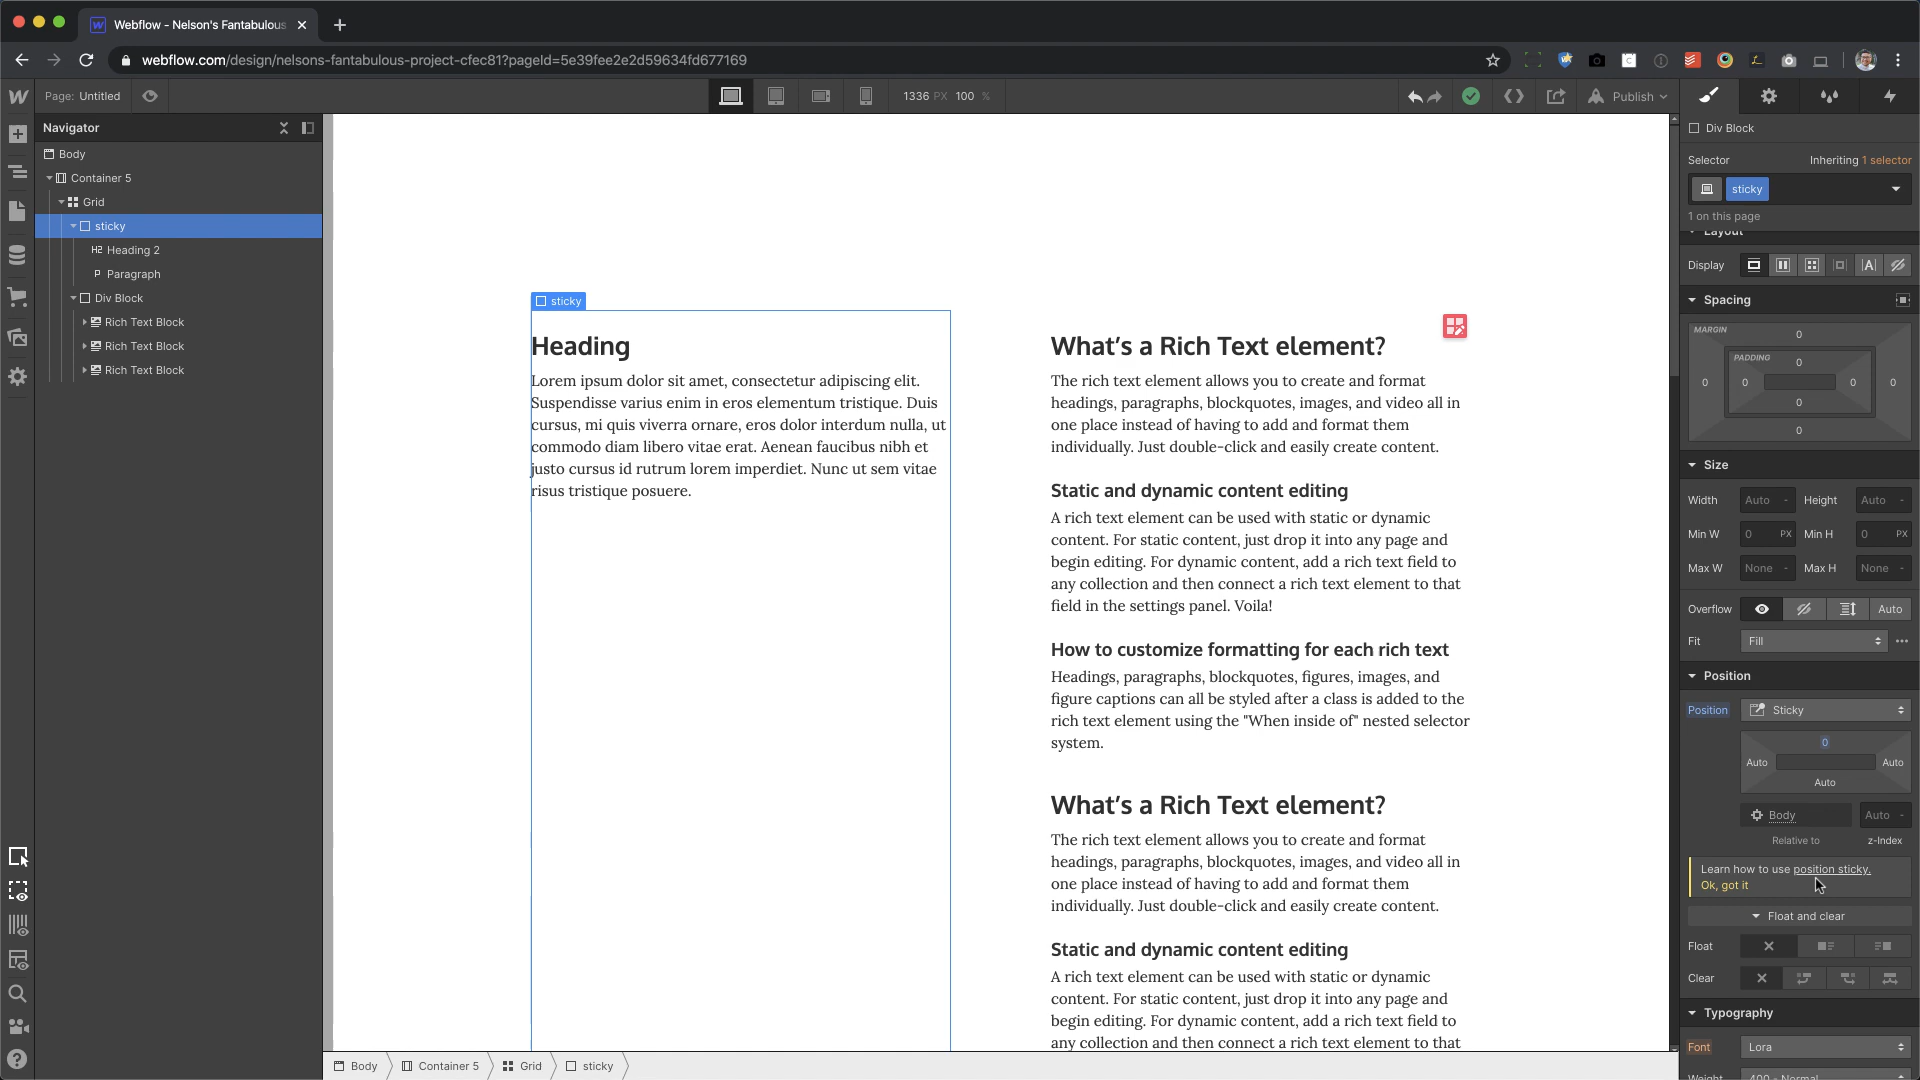 Webflow - Nelson's Fantabulous
webflow.com/design/nelsons-fantabulous-project-cfec81?pageId=5e39fee2e2d59634fd677169
Page: Untitled
1336 PX 100 %
Publish
Navigator
Body
Container 5
Grid
sticky
H2 Heading 2
P Paragraph
Div Block
Rich Text Block
Rich Text Block
Rich Text Block
sticky
Heading
Lorem ipsum dolor sit amet, consectetur adipiscing elit.
Suspendisse varius enim in eros elementum tristique. Duis
cursus, mi quis viverra ornare, eros dolor interdum nulla, ut
commodo diam libero vitae erat. Aenean faucibus nibh et
justo cursus id rutrum lorem imperdiet. Nunc ut sem vitae
risus tristique posuere.
What's a Rich Text element?
The rich text element allows you to create and format
headings, paragraphs, blockquotes, images, and video all in
one place instead of having to add and format them
individually. Just double-click and easily create content.
Static and dynamic content editing
A rich text element can be used with static or dynamic
content. For static content, just drop it into any page and
begin editing. For dynamic content, add a rich text field to
any collection and then connect a rich text element to that
field in the settings panel. Voila!
How to customize formatting for each rich text
Headings, paragraphs, blockquotes, figures, images, and
figure captions can all be styled after a class is added to the
rich text element using the "When inside of" nested selector
system.
What's a Rich Text element?
The rich text element allows you to create and format
headings, paragraphs, blockquotes, images, and video all in
one place instead of having to add and format them
individually. Just double-click and easily create content.
Static and dynamic content editing
A rich text element can be used with static or dynamic
content. For static content, just drop it into any page and
begin editing. For dynamic content, add a rich text field to
any collection and then connect a rich text element to that
Body
Container 5
Grid
sticky
Div Block
Selector
Inheriting 1 selector
sticky
1 on this page
Layout
Display
Spacing
MARGIN
0
PADDING
0
0 0 0 0
0
0
Size
Width Auto - Height Auto -
Min W 0 PX Min H 0 PX
Max W None - Max H None -
Overflow Auto
Fit Fill
Position
Position Sticky
0
Auto Auto
Auto
Body Auto -
Relative to z-Index
Learn how to use position sticky.
Ok, got it
Float and clear
Float
Clear
Typography
Font Lora
Weight 400 - Normal